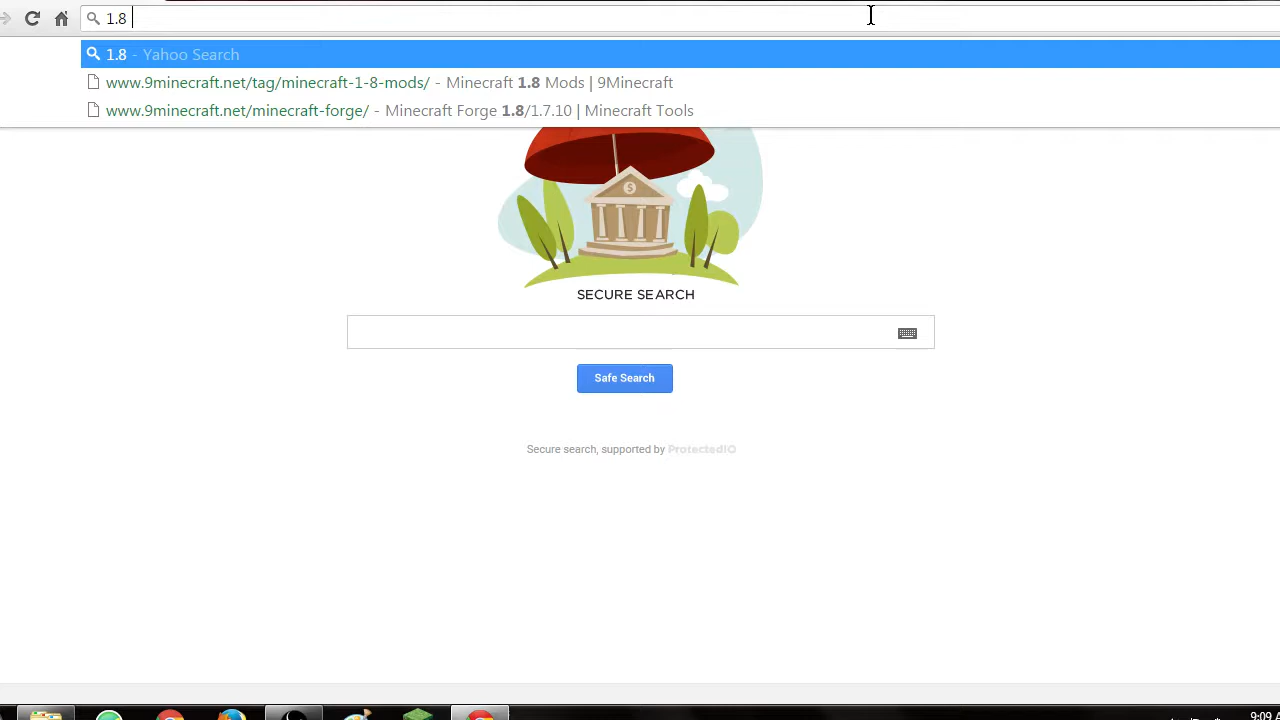 1.8
1.8 - Yahoo Search
www.9minecraft.net/tag/minecraft-1-8-mods/ - Minecraft 1.8 Mods | 9Minecraft
www.9minecraft.net/minecraft-forge/ - Minecraft Forge 1.8/1.7.10 | Minecraft Tools
$
SECURE SEARCH
Safe Search
Secure search, supported by ProtectedIO
9:09